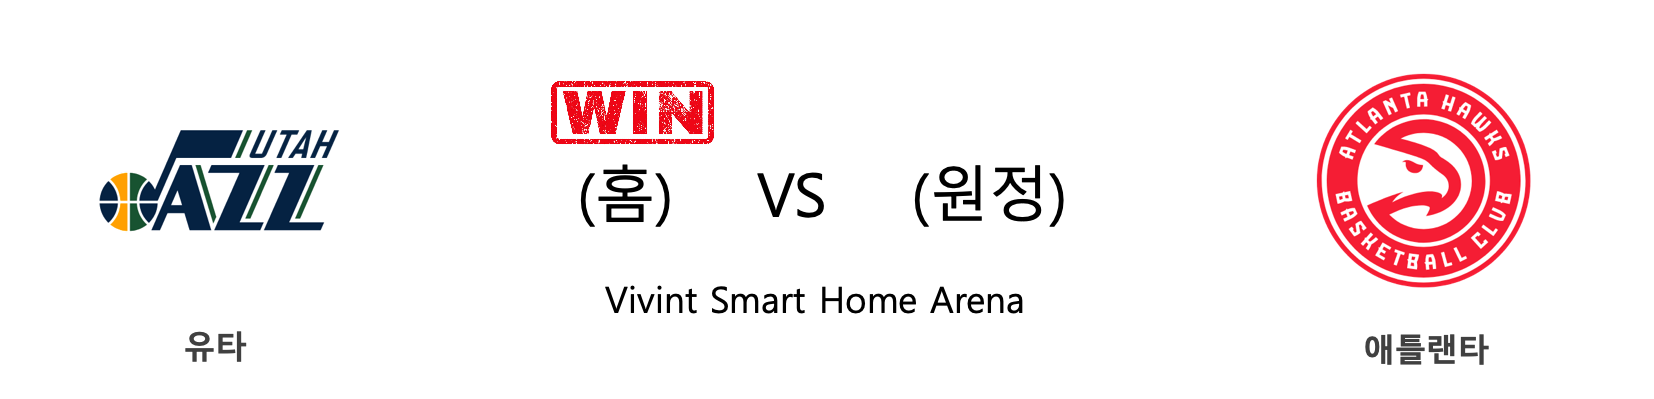 UTAH
JAZZ
유타
WIN
(홈) VS (원정)
Vivint Smart Home Arena
ATLANTA HAWKS
BASKETBALL CLUB
애틀랜타